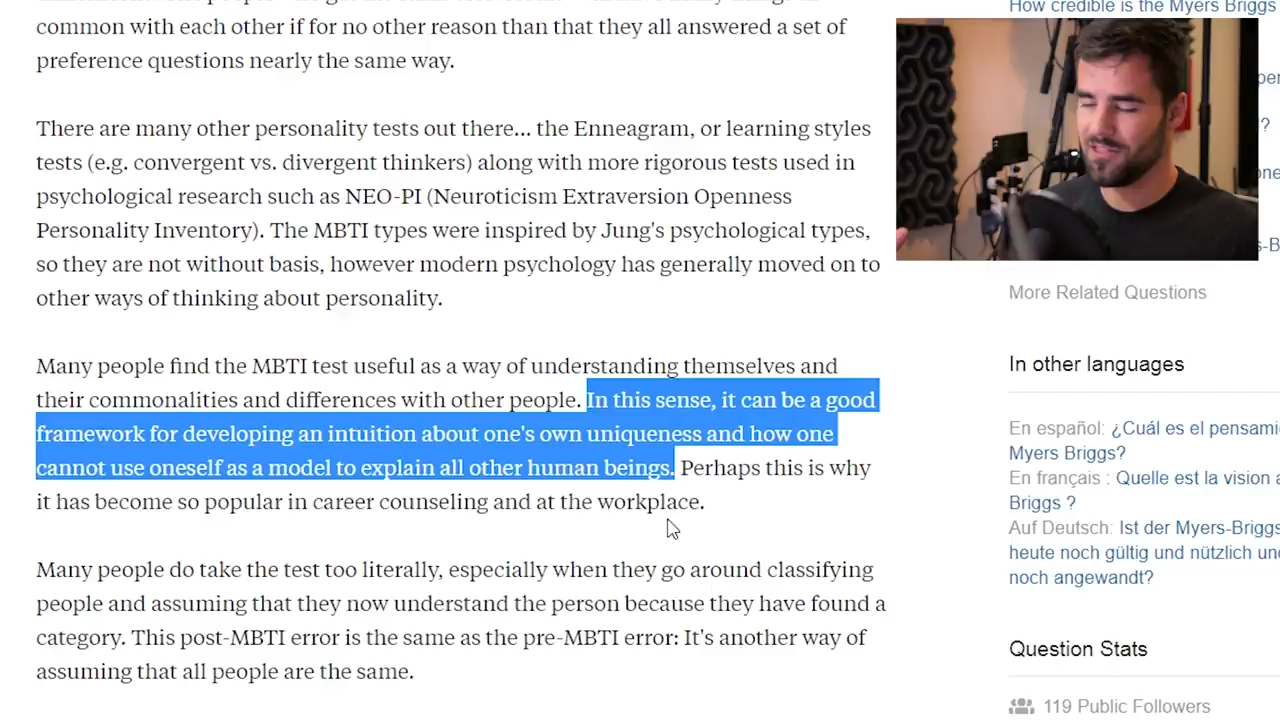 common with each other if for no other reason than that they all answered a set of
preference questions nearly the same way.
There are many other personality tests out there... the Enneagram, or learning styles
tests (e.g. convergent vs. divergent thinkers) along with more rigorous tests used in
psychological research such as NEO-PI (Neuroticism Extraversion Openness
Personality Inventory). The MBTI types were inspired by Jung's psychological types,
so they are not without basis, however modern psychology has generally moved on to
other ways of thinking about personality.
Many people find the MBTI test useful as a way of understanding themselves and
their commonalities and differences with other people. In this sense, it can be a good
framework for developing an intuition about one's own uniqueness and how one
cannot use oneself as a model to explain all other human beings. Perhaps this is why
it has become so popular in career counseling and at the workplace.
Many people do take the test too literally, especially when they go around classifying
people and assuming that they now understand the person because they have found a
category. This post-MBTI error is the same as the pre-MBTI error: It's another way of
assuming that all people are the same.
How credible is the Myers Briggs
?
s-B
More Related Questions
In other languages
En español: ¿Cuál es el pensami
Myers Briggs?
En français : Quelle est la vision a
Briggs ?
Auf Deutsch: Ist der Myers-Briggs
heute noch gültig und nützlich un
noch angewandt?
Question Stats
119 Public Followers